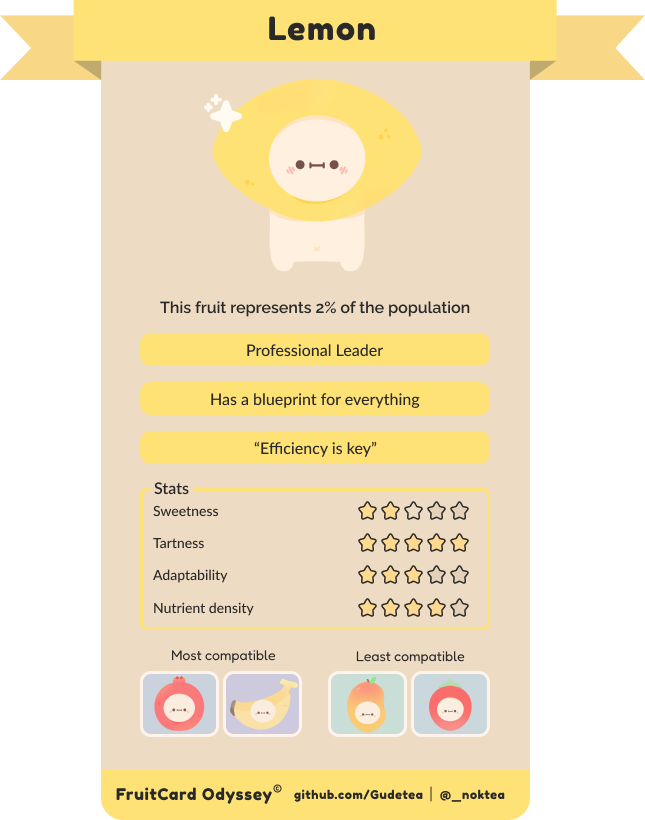 Lemon
This fruit represents 2% of the population
Professional Leader
Has a blueprint for everything
“Efficiency is key”
Stats
Sweetness
Tartness
Adaptability
Nutrient density
Most compatible
Least compatible
FruitCard Odyssey© github.com/Gudetea | @_noktea